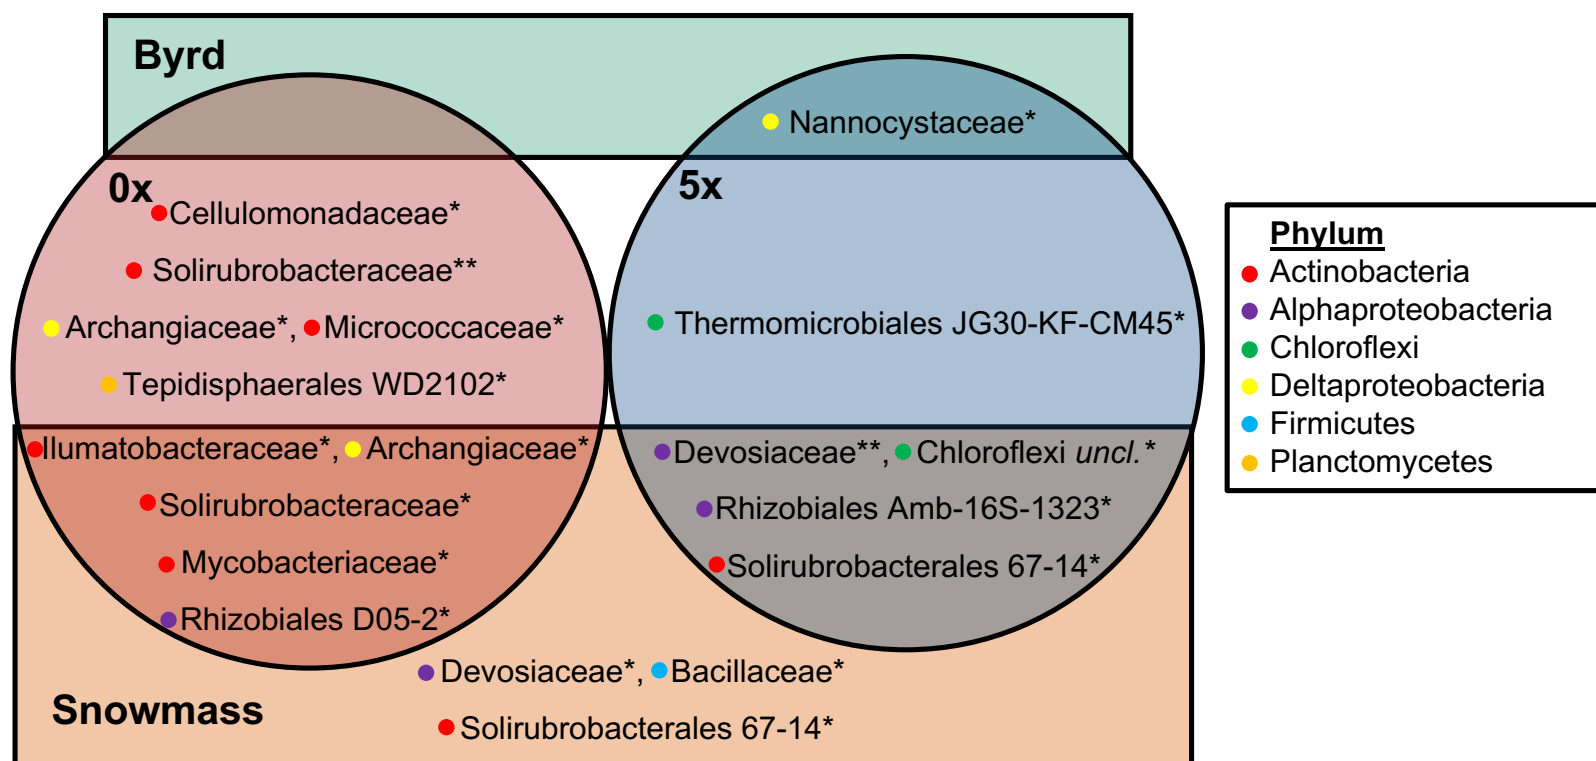 Byrd
Nannocystaceae*
0x
5x
Cellulomonadaceae*
Solirubrobacteraceae**
Archangiaceae*, Micrococcaceae*
Thermomicrobiales JG30-KF-CM45*
Tepidisphaerales WD2102*
Ilumatobacteraceae*, Archangiaceae*
Devosiaceae**, Chloroflexi uncl.*
Solirubrobacteraceae*
Rhizobiales Amb-16S-1323*
Mycobacteriaceae*
Solirubrobacterales 67-14*
Rhizobiales D05-2*
Devosiaceae*, Bacillaceae*
Snowmass
Solirubrobacterales 67-14*
Phylum
Actinobacteria
Alphaproteobacteria
Chloroflexi
Deltaproteobacteria
Firmicutes
Planctomycetes